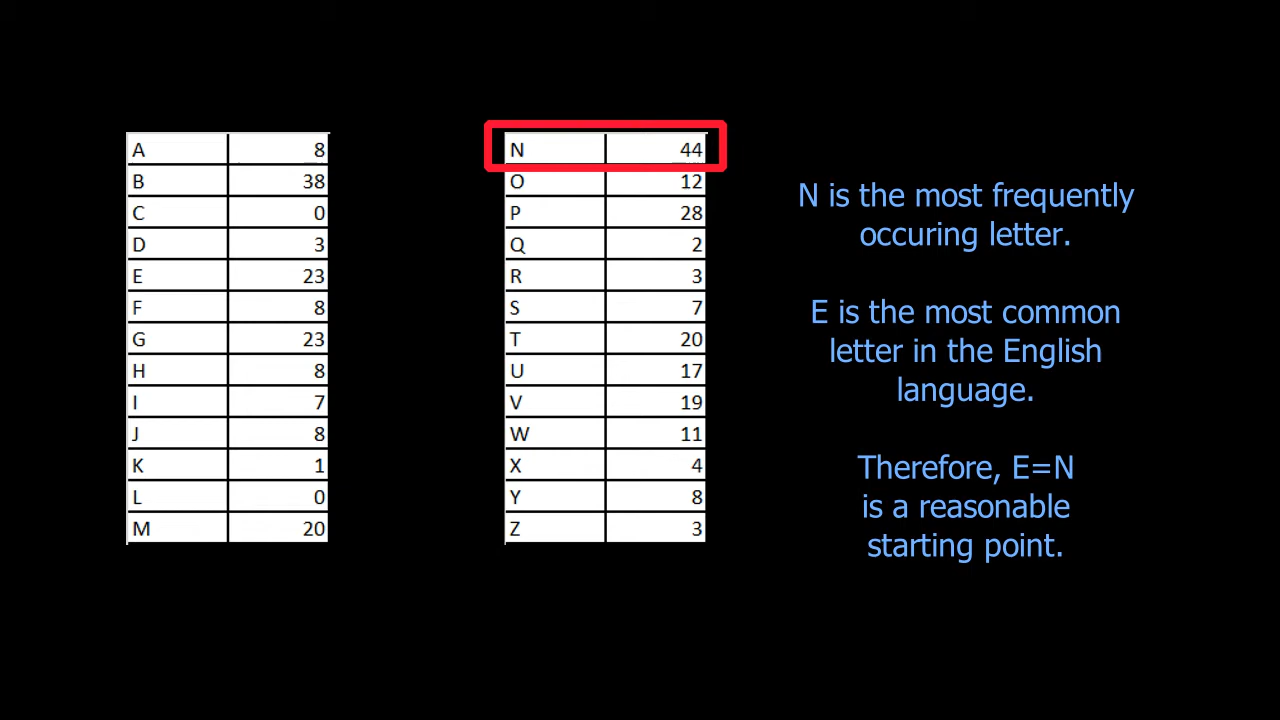 A 8
B 38
C 0
D 3
E 23
F 8
G 23
H 8
I 7
J 8
K 1
L 0
M 20
N 44
O 12
P 28
Q 2
R 3
S 7
T 20
U 17
V 19
W 11
X 4
Y 8
Z 3
N is the most frequently
occuring letter.
E is the most common
letter in the English
language.
Therefore, E=N
is a reasonable
starting point.